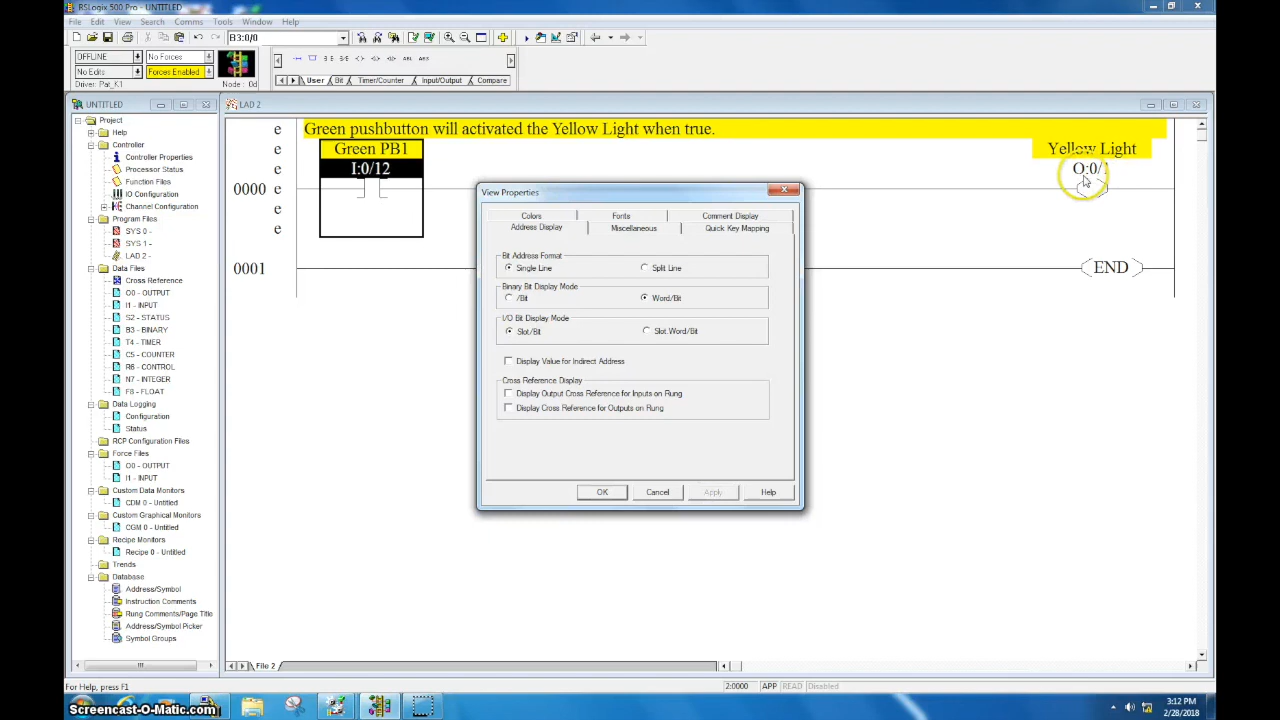 RSLogix 500 Pro - UNTITLED
File Edit View Search Comms Tools Window Help
B3:0/0
OFFLINE No Forces
No Edits Forces Enabled
Driver: Pat_K1 Node : 0d
User Bit Timer/Counter Input/Output Compare
UNTITLED
Project
Help
Controller
Controller Properties
Processor Status
Function Files
IO Configuration
Channel Configuration
Program Files
SYS 0 -
SYS 1 -
LAD 2 -
Data Files
Cross Reference
O0 - OUTPUT
I1 - INPUT
S2 - STATUS
B3 - BINARY
T4 - TIMER
C5 - COUNTER
R6 - CONTROL
N7 - INTEGER
F8 - FLOAT
Data Logging
Configuration
Status
RCP Configuration Files
Force Files
O0 - OUTPUT
I1 - INPUT
Custom Data Monitors
CDM 0 - Untitled
Custom Graphical Monitors
CGM 0 - Untitled
Recipe Monitors
Recipe 0 - Untitled
Trends
Database
Address/Symbol
Instruction Comments
Rung Comments/Page Title
Address/Symbol Picker
Symbol Groups
LAD 2
e Green pushbutton will activated the Yellow Light when true.
e Green PB1 Yellow Light
e I:0/12 O:0/1
0000 e
e
e
0001 END
View Properties
Colors Fonts Comment Display
Address Display Miscellaneous Quick Key Mapping
Bit Address Format
Single Line Split Line
Binary Bit Display Mode
/Bit Word/Bit
I/O Bit Display Mode
Slot/Bit Slot.Word/Bit
Display Value for Indirect Address
Cross Reference Display
Display Output Cross Reference for Inputs on Rung
Display Cross Reference for Outputs on Rung
OK Cancel Apply Help
File 2
For Help, press F1 2:0000 APP READ Disabled
Screencast-O-Matic.com
3:12 PM
2/28/2018